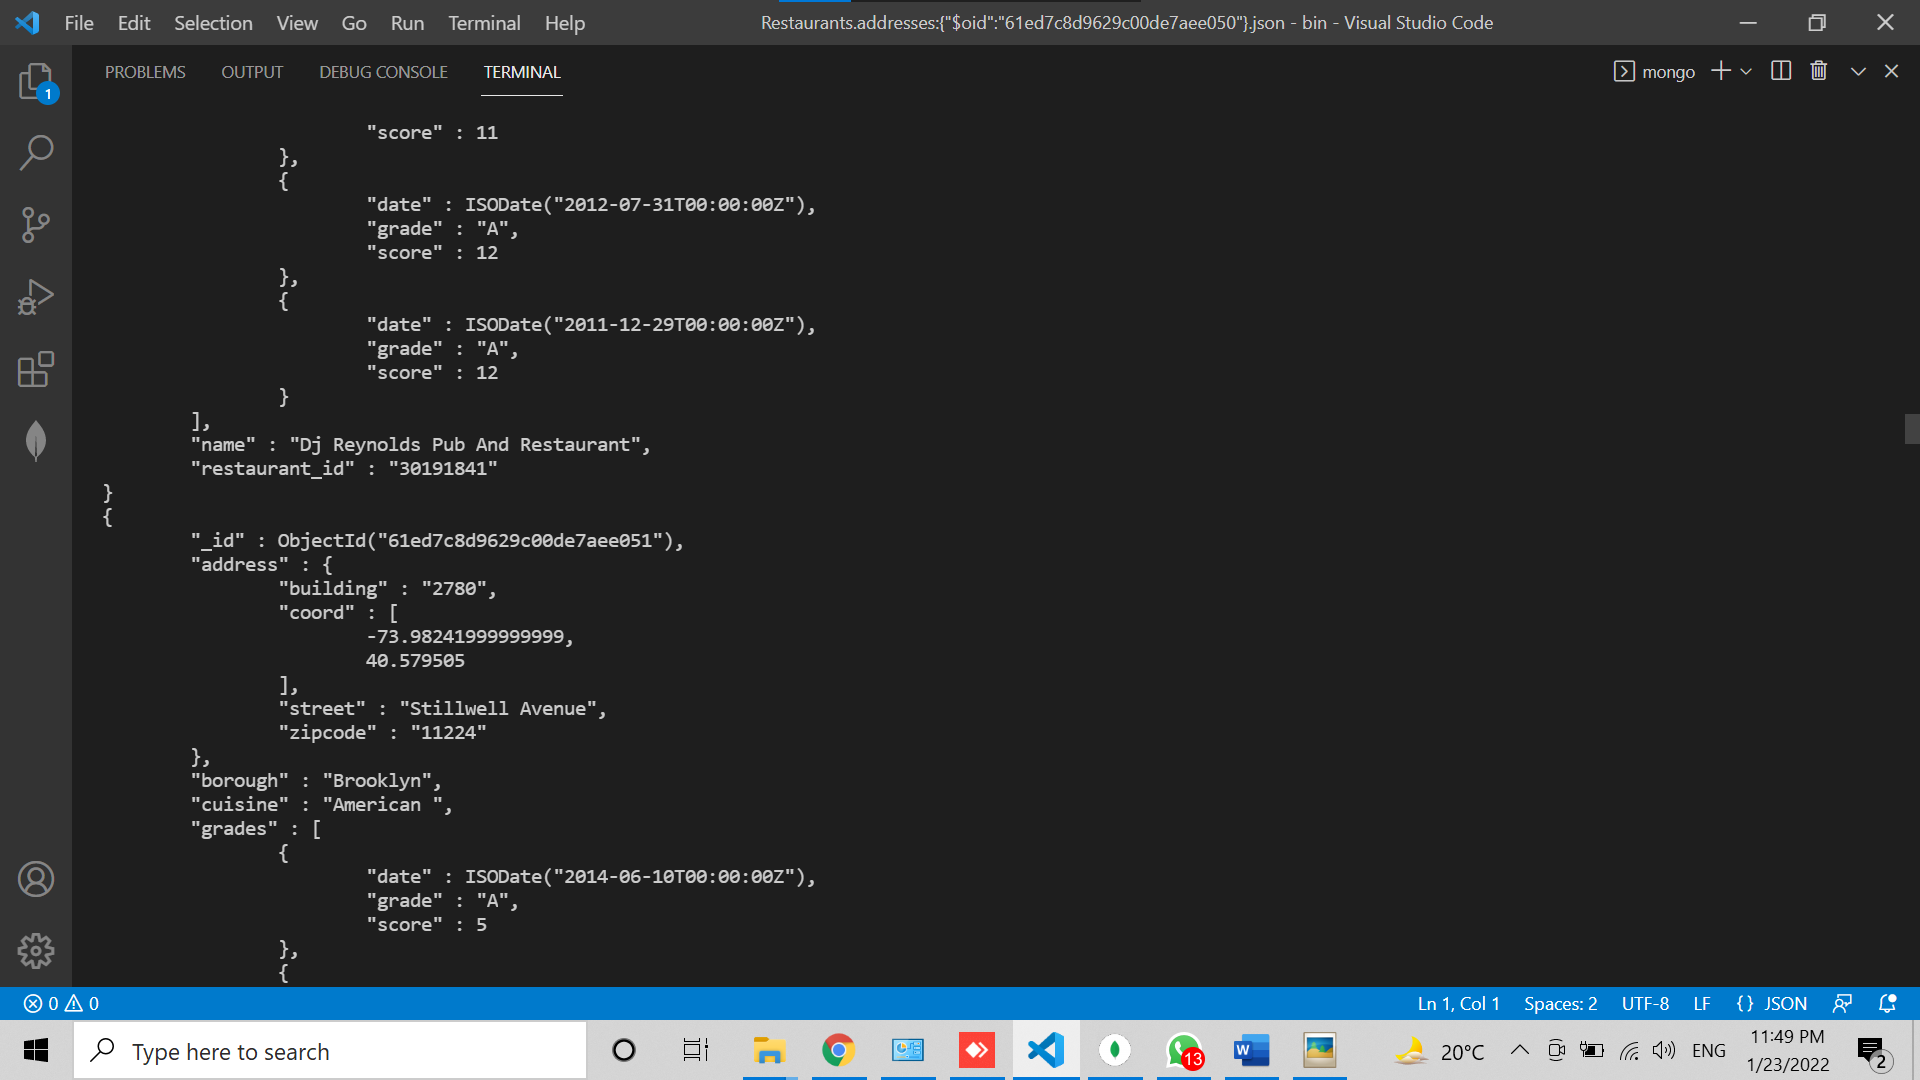 File Edit Selection View Go Run Terminal Help
Restaurants.addresses:{"$oid":"61ed7c8d9629c00de7aee050"}.json - bin - Visual Studio Code
PROBLEMS OUTPUT DEBUG CONSOLE TERMINAL
mongo
1
"score" : 11
},
{
"date" : ISODate("2012-07-31T00:00:00Z"),
"grade" : "A",
"score" : 12
},
{
"date" : ISODate("2011-12-29T00:00:00Z"),
"grade" : "A",
"score" : 12
}
],
"name" : "Dj Reynolds Pub And Restaurant",
"restaurant_id" : "30191841"
}
{
"_id" : ObjectId("61ed7c8d9629c00de7aee051"),
"address" : {
"building" : "2780",
"coord" : [
-73.98241999999999,
40.579505
],
"street" : "Stillwell Avenue",
"zipcode" : "11224"
},
"borough" : "Brooklyn",
"cuisine" : "American ",
"grades" : [
{
"date" : ISODate("2014-06-10T00:00:00Z"),
"grade" : "A",
"score" : 5
},
{
0 0
Ln 1, Col 1 Spaces: 2 UTF-8 LF {} JSON
Type here to search
W
13
20°C
ENG
11:49 PM
1/23/2022
2